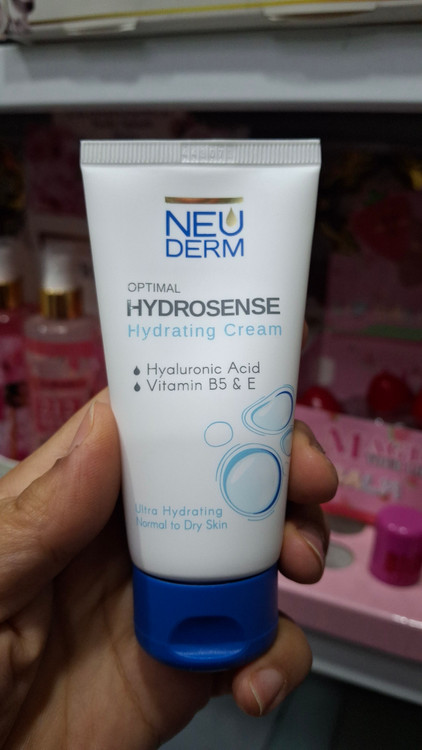 NEU
DERM
OPTIMAL
HYDROSENSE
Hydrating Cream
Hyaluronic Acid
Vitamin B5 & E
Ultra Hydrating
Normal to Dry Skin